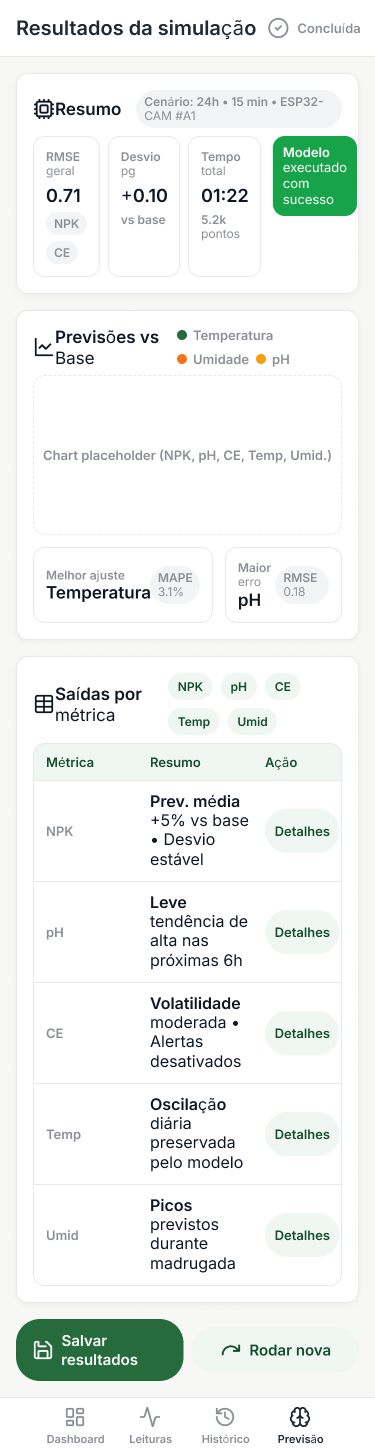 Resultados da simulação
Concluída
Resumo
Cenário: 24h • 15 min • ESP32-
CAM #A1
RMSE
geral
0.71
NPK
CE
Desvio
pg
+0.10
vs base
Tempo
total
01:22
5.2k
pontos
Modelo
executado
com
sucesso
Previsões vs
Base
Temperatura
Umidade
pH
Chart placeholder (NPK, pH, CE, Temp, Umid.)
Melhor ajuste
Temperatura
MAPE
3.1%
Maior
erro
pH
RMSE
0.18
Saídas por
métrica
NPK
pH
CE
Temp
Umid
Métrica
Resumo
Ação
NPK
Prev. média
+5% vs base
• Desvio
estável
Detalhes
pH
Leve
tendência de
alta nas
próximas 6h
Detalhes
CE
Volatilidade
moderada •
Alertas
desativados
Detalhes
Temp
Oscilação
diária
preservada
pelo modelo
Detalhes
Umid
Picos
previstos
durante
madrugada
Detalhes
Salvar
resultados
Rodar nova
Dashboard
Leituras
Histórico
Previsão